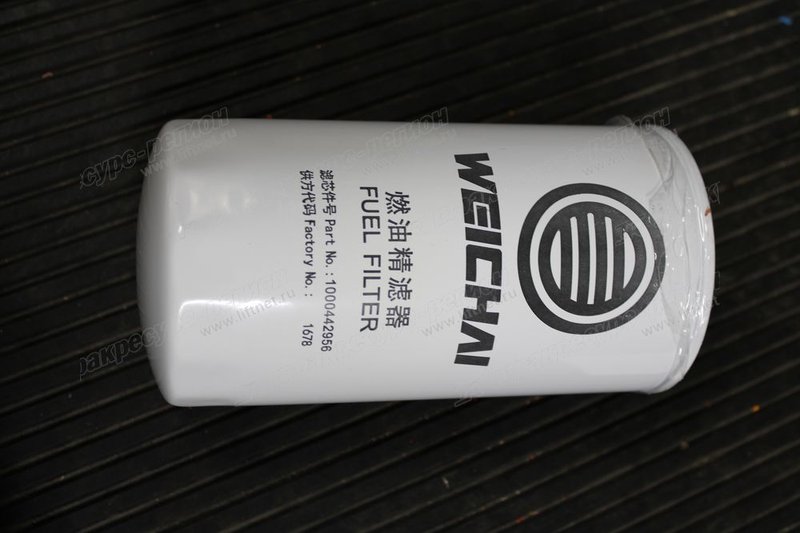 WEICHAI
燃油精滤器
FUEL FILTER
滤芯件号 Part No.: 1000442956
供方代码 Factory No.: 1678